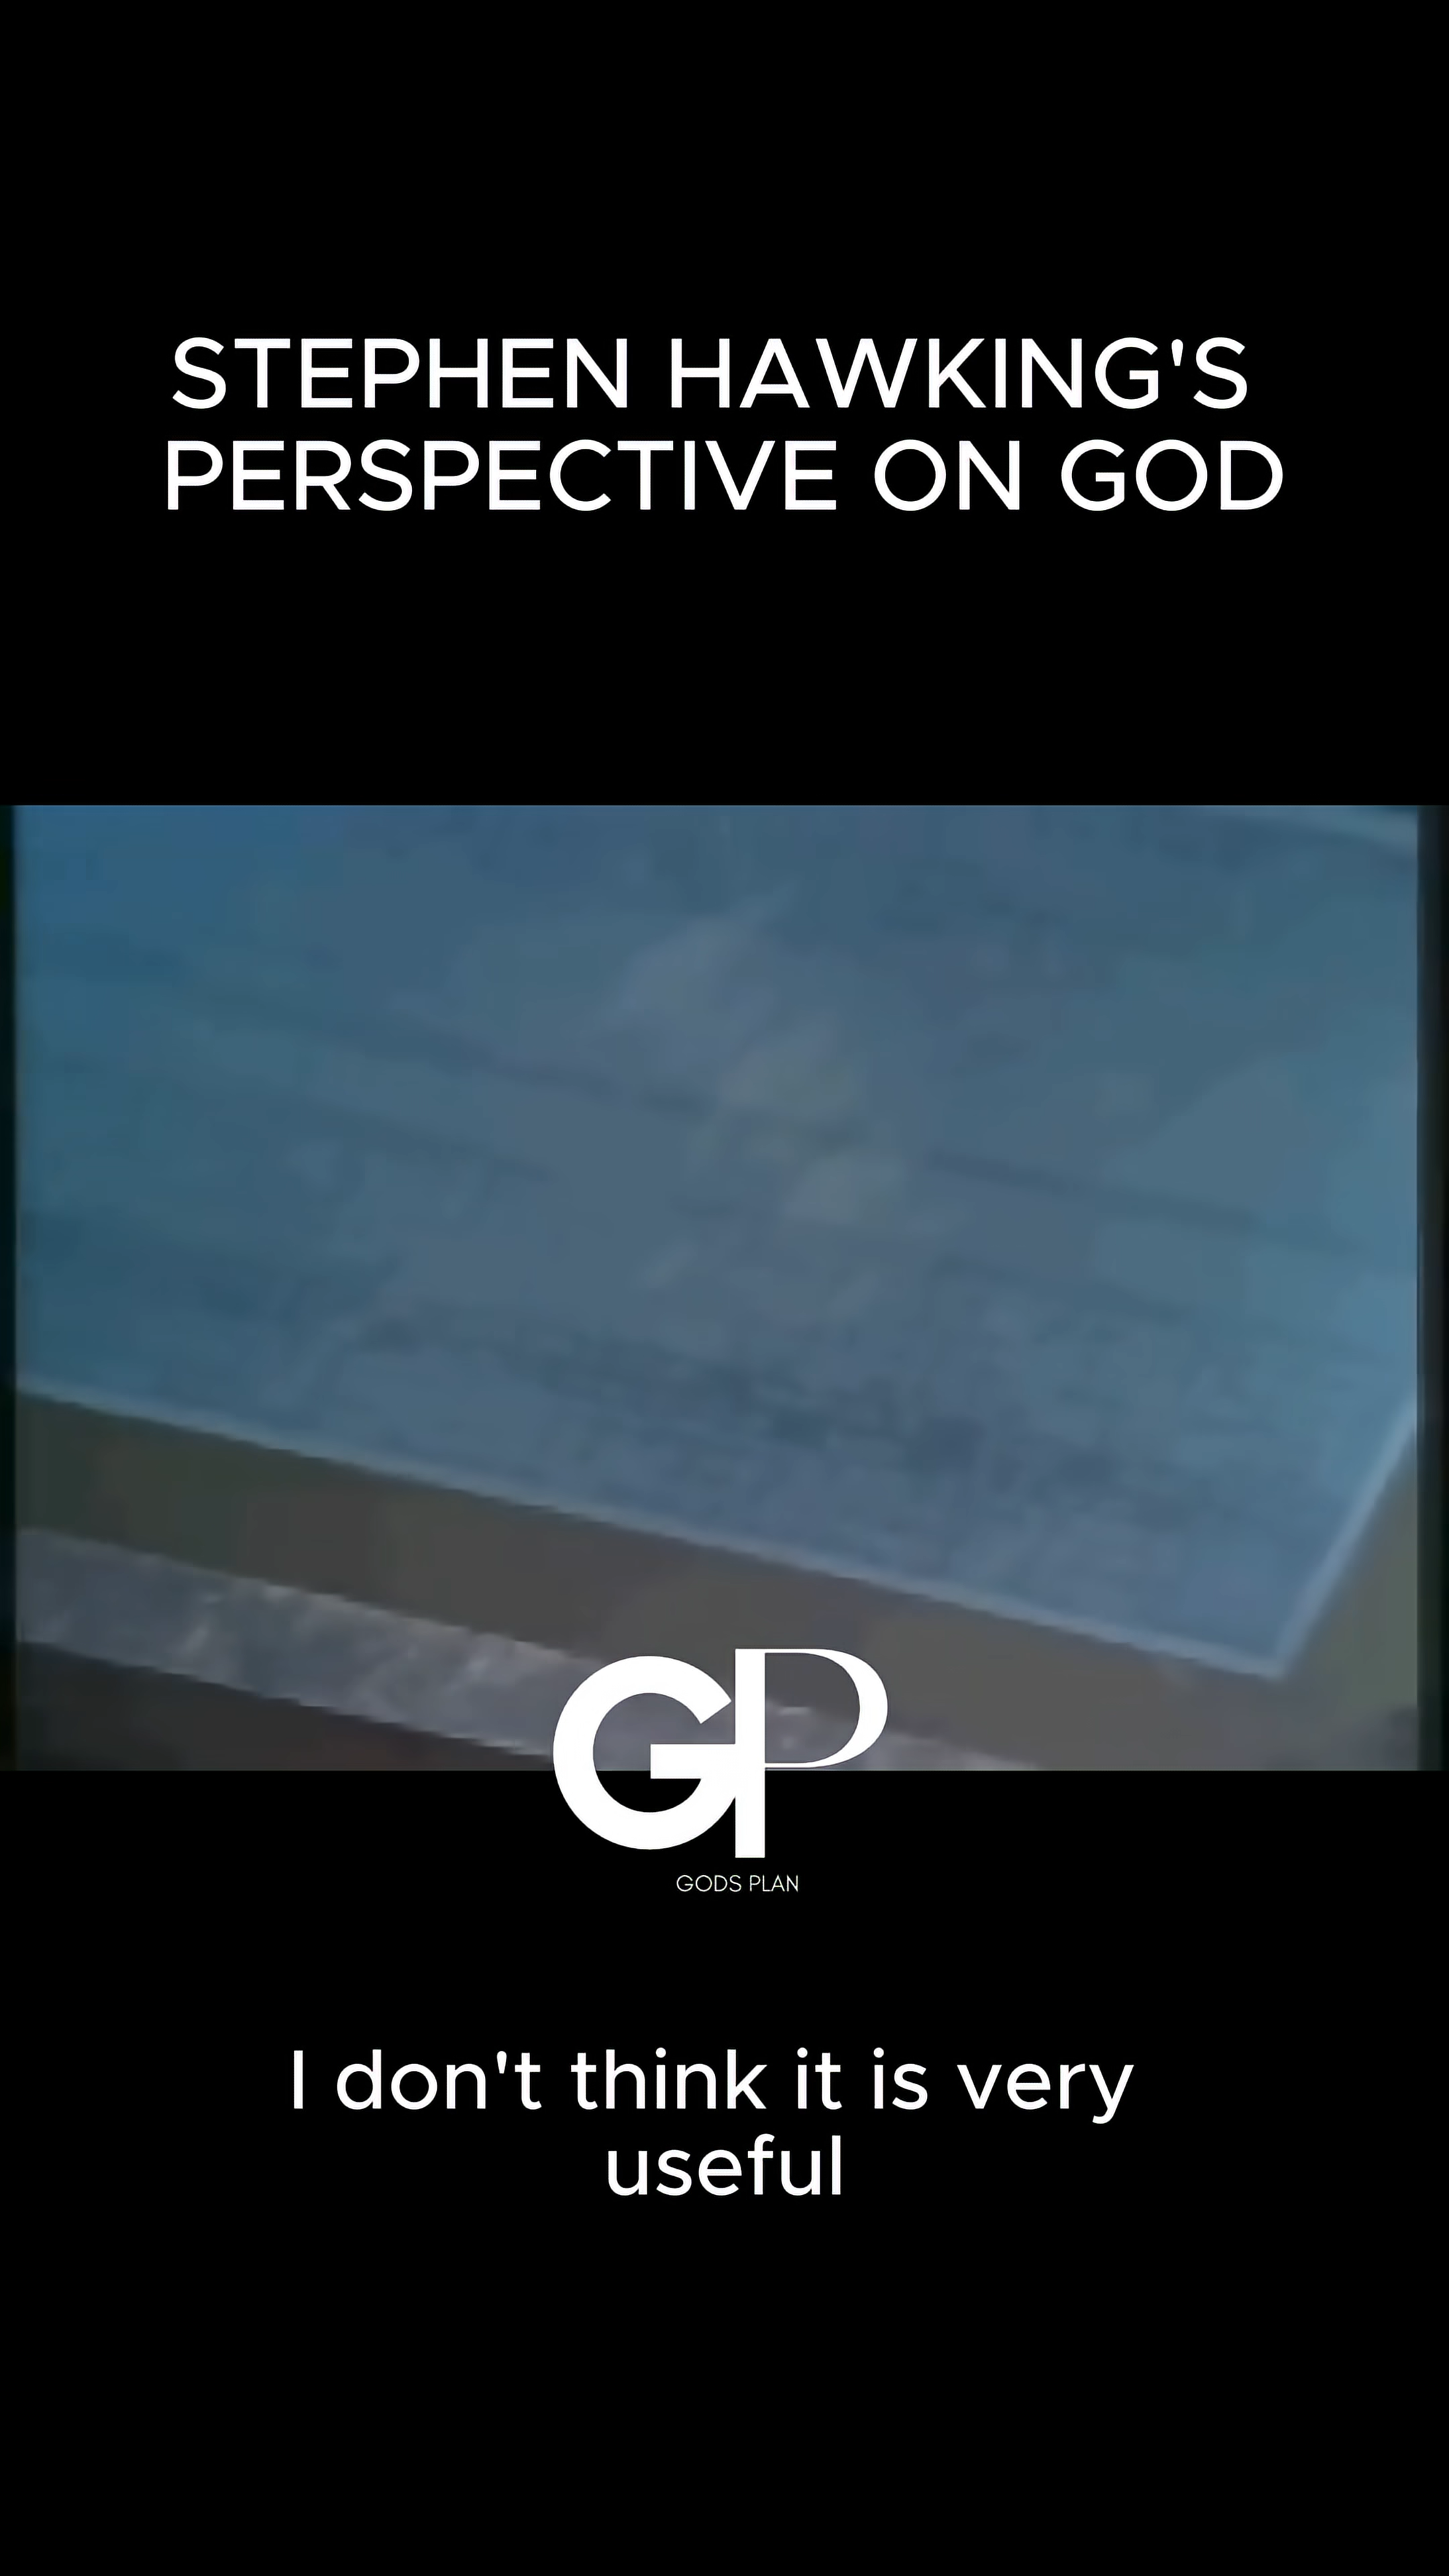 STEPHEN HAWKING'S
PERSPECTIVE ON GOD
GP
GODS PLAN
I don't think it is very
useful